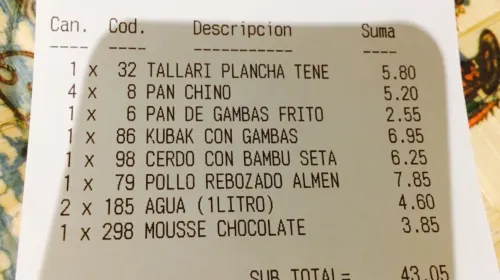 Can. Cod. Descripcion Suma
---- ---- ----------- ----
1 x 32 TALLARI PLANCHA TENE 5.80
4 x 8 PAN CHINO 5.20
1 x 6 PAN DE GAMBAS FRITO 2.55
1 x 86 KUBAK CON GAMBAS 6.95
1 x 98 CERDO CON BAMBU SETA 6.25
1 x 79 POLLO REBOZADO ALMEN 7.85
2 x 185 AGUA (1LITRO) 4.60
1 x 298 MOUSSE CHOCOLATE 3.85
SUB TOTAL= 43.05